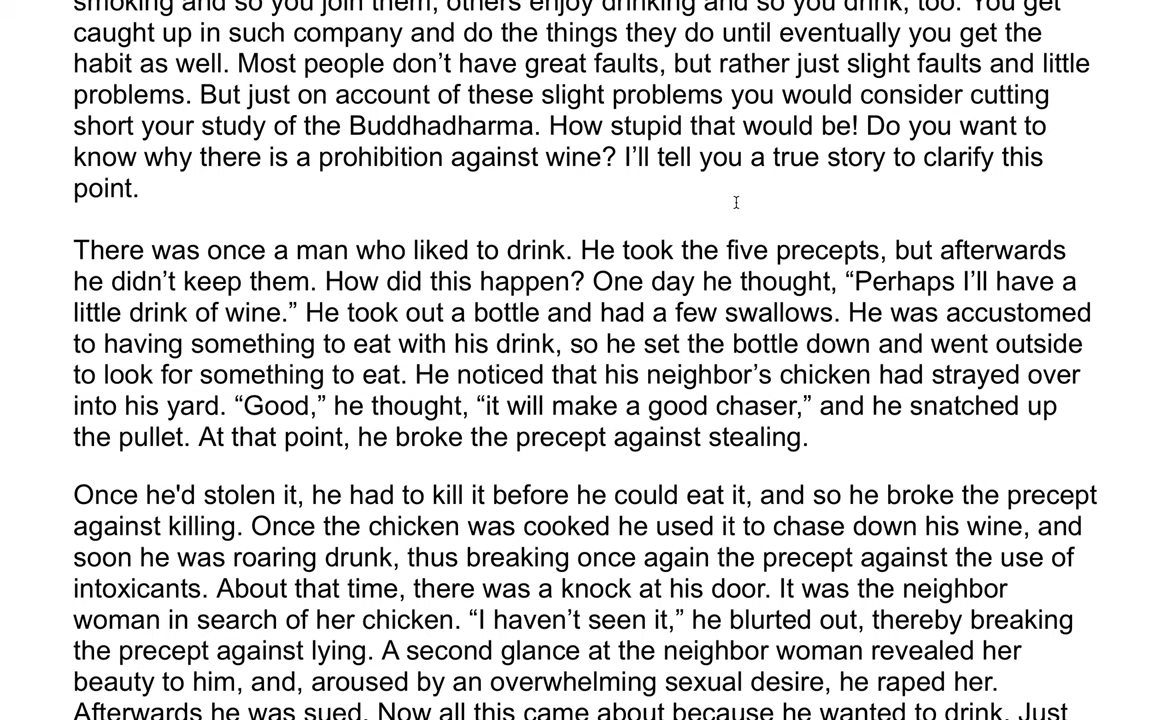 smoking and so you join them, others enjoy drinking and so you drink, too. You get
caught up in such company and do the things they do until eventually you get the
habit as well. Most people don’t have great faults, but rather just slight faults and little
problems. But just on account of these slight problems you would consider cutting
short your study of the Buddhadharma. How stupid that would be! Do you want to
know why there is a prohibition against wine? I’ll tell you a true story to clarify this
point.
There was once a man who liked to drink. He took the five precepts, but afterwards
he didn’t keep them. How did this happen? One day he thought, “Perhaps I’ll have a
little drink of wine.” He took out a bottle and had a few swallows. He was accustomed
to having something to eat with his drink, so he set the bottle down and went outside
to look for something to eat. He noticed that his neighbor’s chicken had strayed over
into his yard. “Good,” he thought, “it will make a good chaser,” and he snatched up
the pullet. At that point, he broke the precept against stealing.
Once he'd stolen it, he had to kill it before he could eat it, and so he broke the precept
against killing. Once the chicken was cooked he used it to chase down his wine, and
soon he was roaring drunk, thus breaking once again the precept against the use of
intoxicants. About that time, there was a knock at his door. It was the neighbor
woman in search of her chicken. “I haven’t seen it,” he blurted out, thereby breaking
the precept against lying. A second glance at the neighbor woman revealed her
beauty to him, and, aroused by an overwhelming sexual desire, he raped her.
Afterwards he was sued. Now all this came about because he wanted to drink. Just